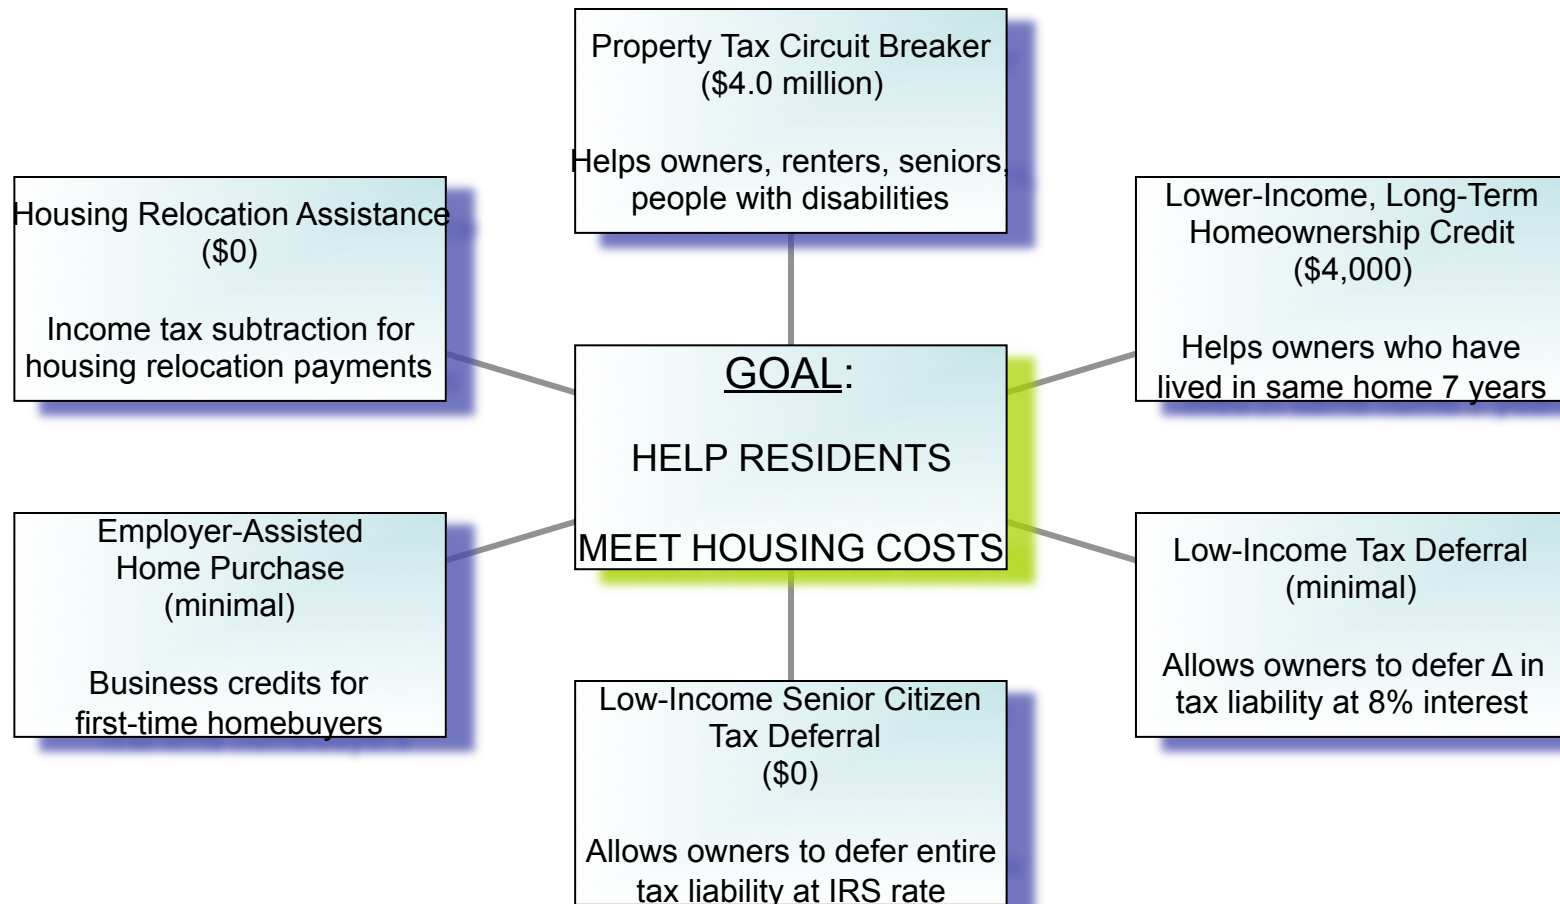 Property Tax Circuit Breaker
($4.0 million)
Helps owners, renters, seniors,
people with disabilities
Housing Relocation Assistance
($0)
Income tax subtraction for
housing relocation payments
Lower-Income, Long-Term
Homeownership Credit
($4,000)
Helps owners who have
lived in same home 7 years
GOAL:
HELP RESIDENTS
MEET HOUSING COSTS
Employer-Assisted
Home Purchase
(minimal)
Business credits for
first-time homebuyers
Low-Income Tax Deferral
(minimal)
Allows owners to defer Δ in
tax liability at 8% interest
Low-Income Senior Citizen
Tax Deferral
($0)
Allows owners to defer entire
tax liability at IRS rate